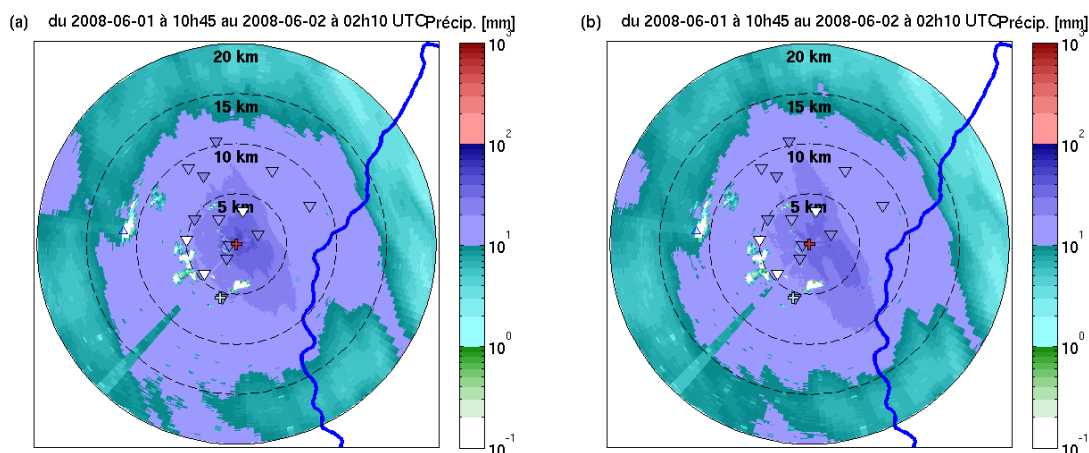 (a) du 2008-06-01 à 10h45 au 2008-06-02 à 02h10 UTC Précip. [mm]
20 km
15 km
10 km
5 km
10^3
10^2
10^1
10^0
10^-1
(b) du 2008-06-01 à 10h45 au 2008-06-02 à 02h10 UTC Précip. [mm]
20 km
15 km
10 km
5 km
10^3
10^2
10^1
10^0
10^-1